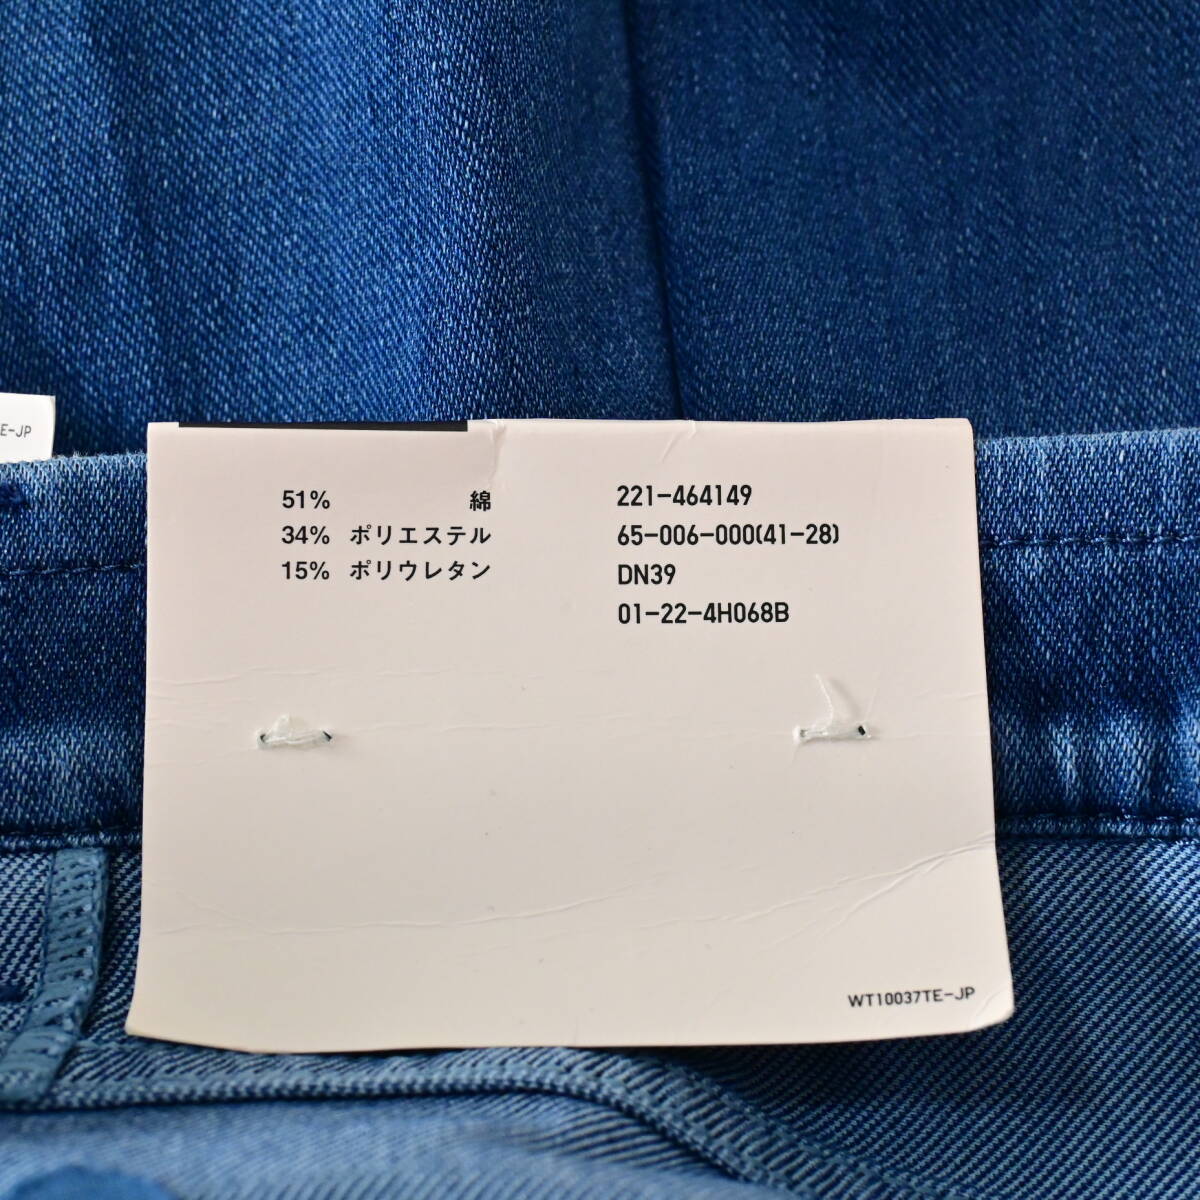 E-JP
51% 綿
34% ポリエステル
15% ポリウレタン
221-464149
65-006-000(41-28)
DN39
01-22-4H068B
WT10037TE-JP